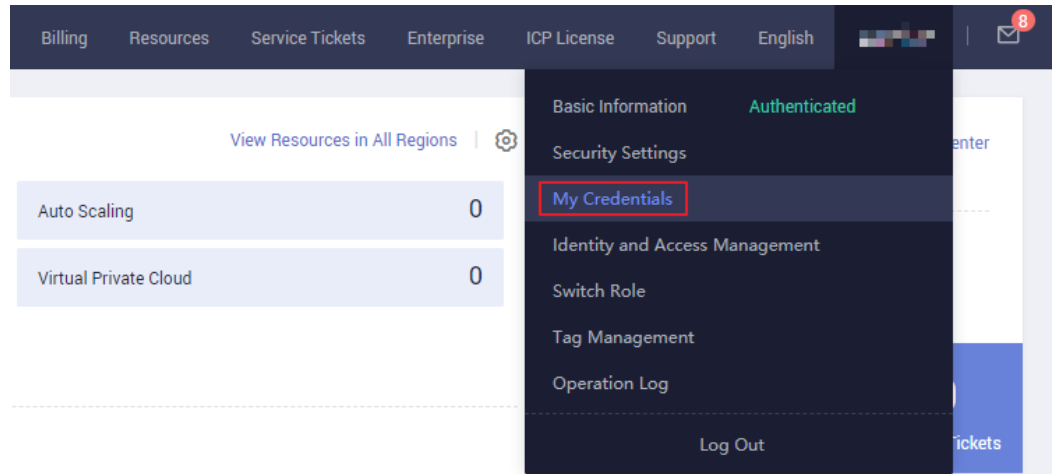 Billing Resources Service Tickets Enterprise ICP License Support English 8
Basic Information Authenticated
View Resources in All Regions enter
Security Settings
My Credentials
Auto Scaling 0
Identity and Access Management
Virtual Private Cloud 0
Switch Role
Tag Management
Operation Log
Log Out
Tickets